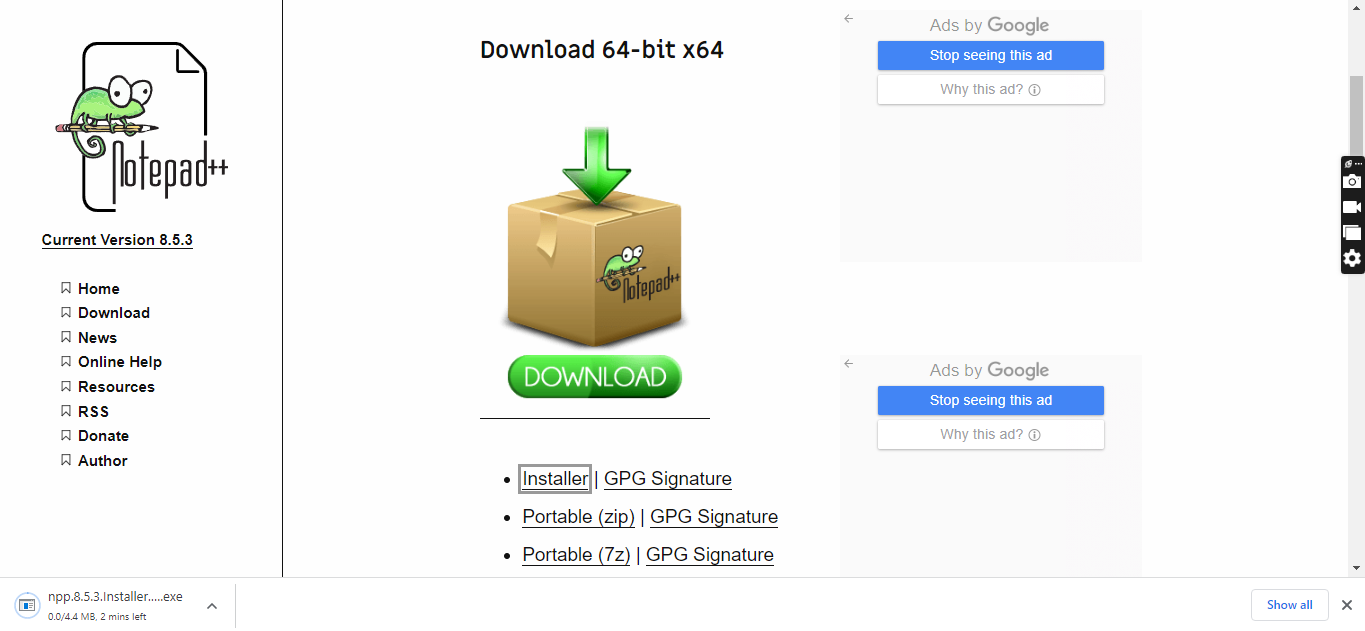 Notepad++
Current Version 8.5.3
Home
Download
News
Online Help
Resources
RSS
Donate
Author
Download 64-bit x64
Notepad++
DOWNLOAD
Installer | GPG Signature
Portable (zip) | GPG Signature
Portable (7z) | GPG Signature
Ads by Google
Stop seeing this ad
Why this ad?
Ads by Google
Stop seeing this ad
Why this ad?
npp.8.5.3.Installer.....exe
0.0/4.4 MB, 2 mins left
Show all